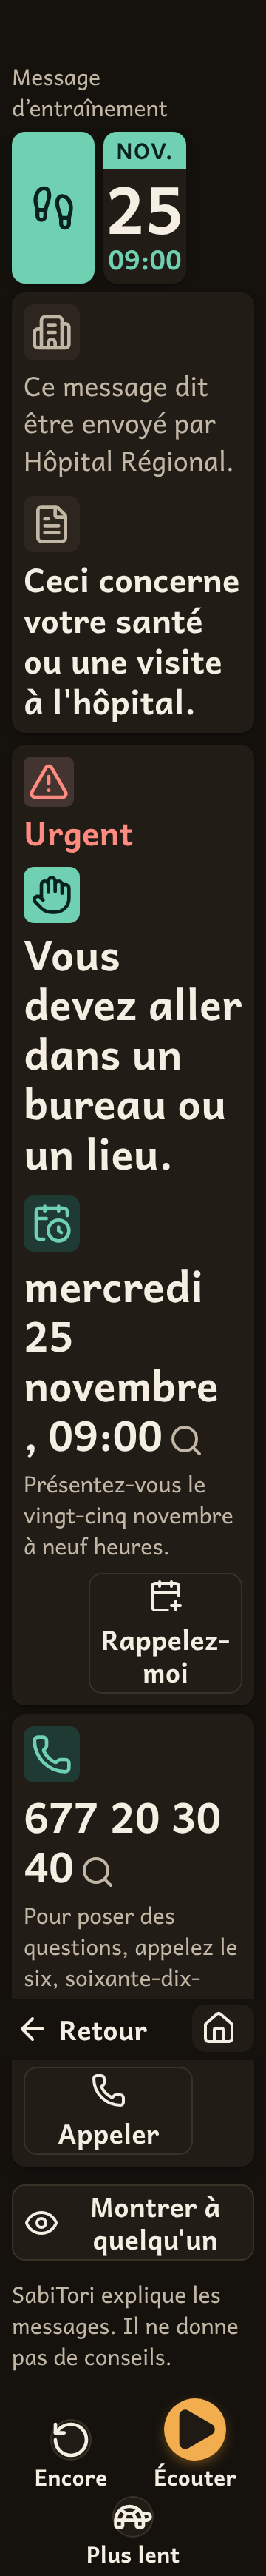 Message
d’entraînement
NOV.
25
09:00
Ce message dit
être envoyé par
Hôpital Régional.
Ceci concerne
votre santé
ou une visite
à l'hôpital.
Urgent
Vous
devez aller
dans un
bureau ou
un lieu.
mercredi
25
novembre
, 09:00
Présentez-vous le
vingt-cinq novembre
à neuf heures.
Rappelez-
moi
677 20 30
40
Pour poser des
questions, appelez le
six, soixante-dix-
Retour
Appeler
Montrer à
quelqu'un
SabiTori explique les
messages. Il ne donne
pas de conseils.
Encore
Écouter
Plus lent